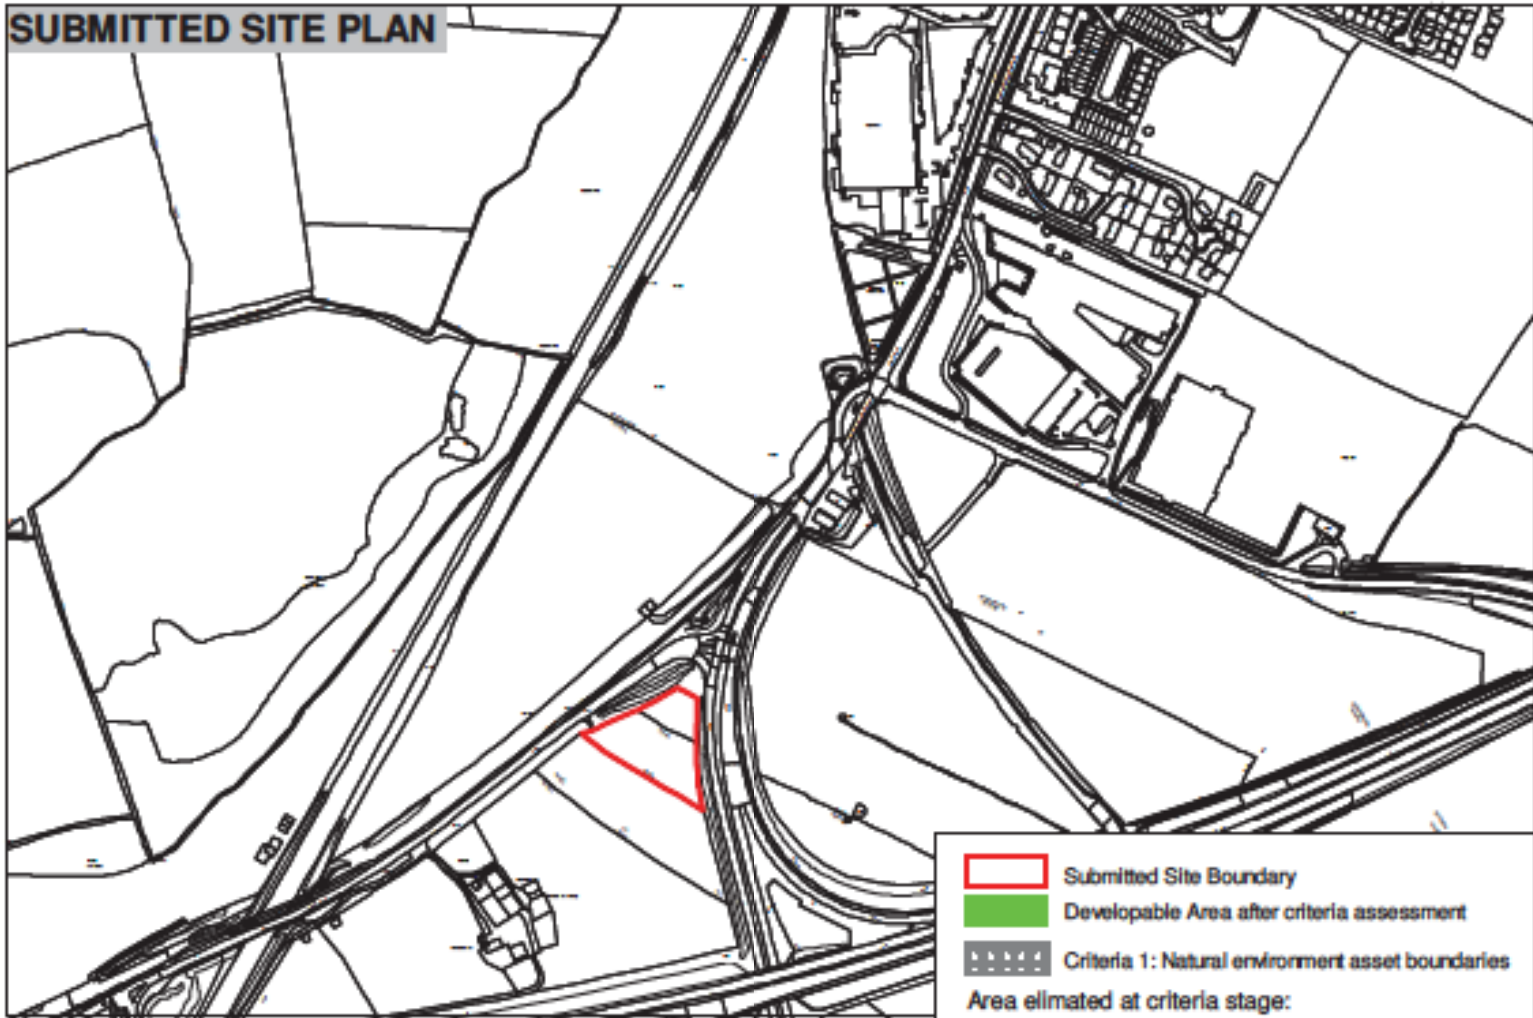 SUBMITTED SITE PLAN
Submitted Site Boundary
Developable Area after criteria assessment
Criteria 1: Natural environment asset boundaries
Area elimated at criteria stage: